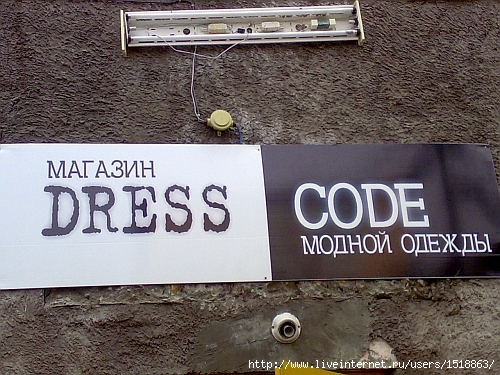 МАГАЗИН
DRESS
CODE
МОДНОЙ ОДЕЖДЫ
http://www.liveinternet.ru/users/1518863/